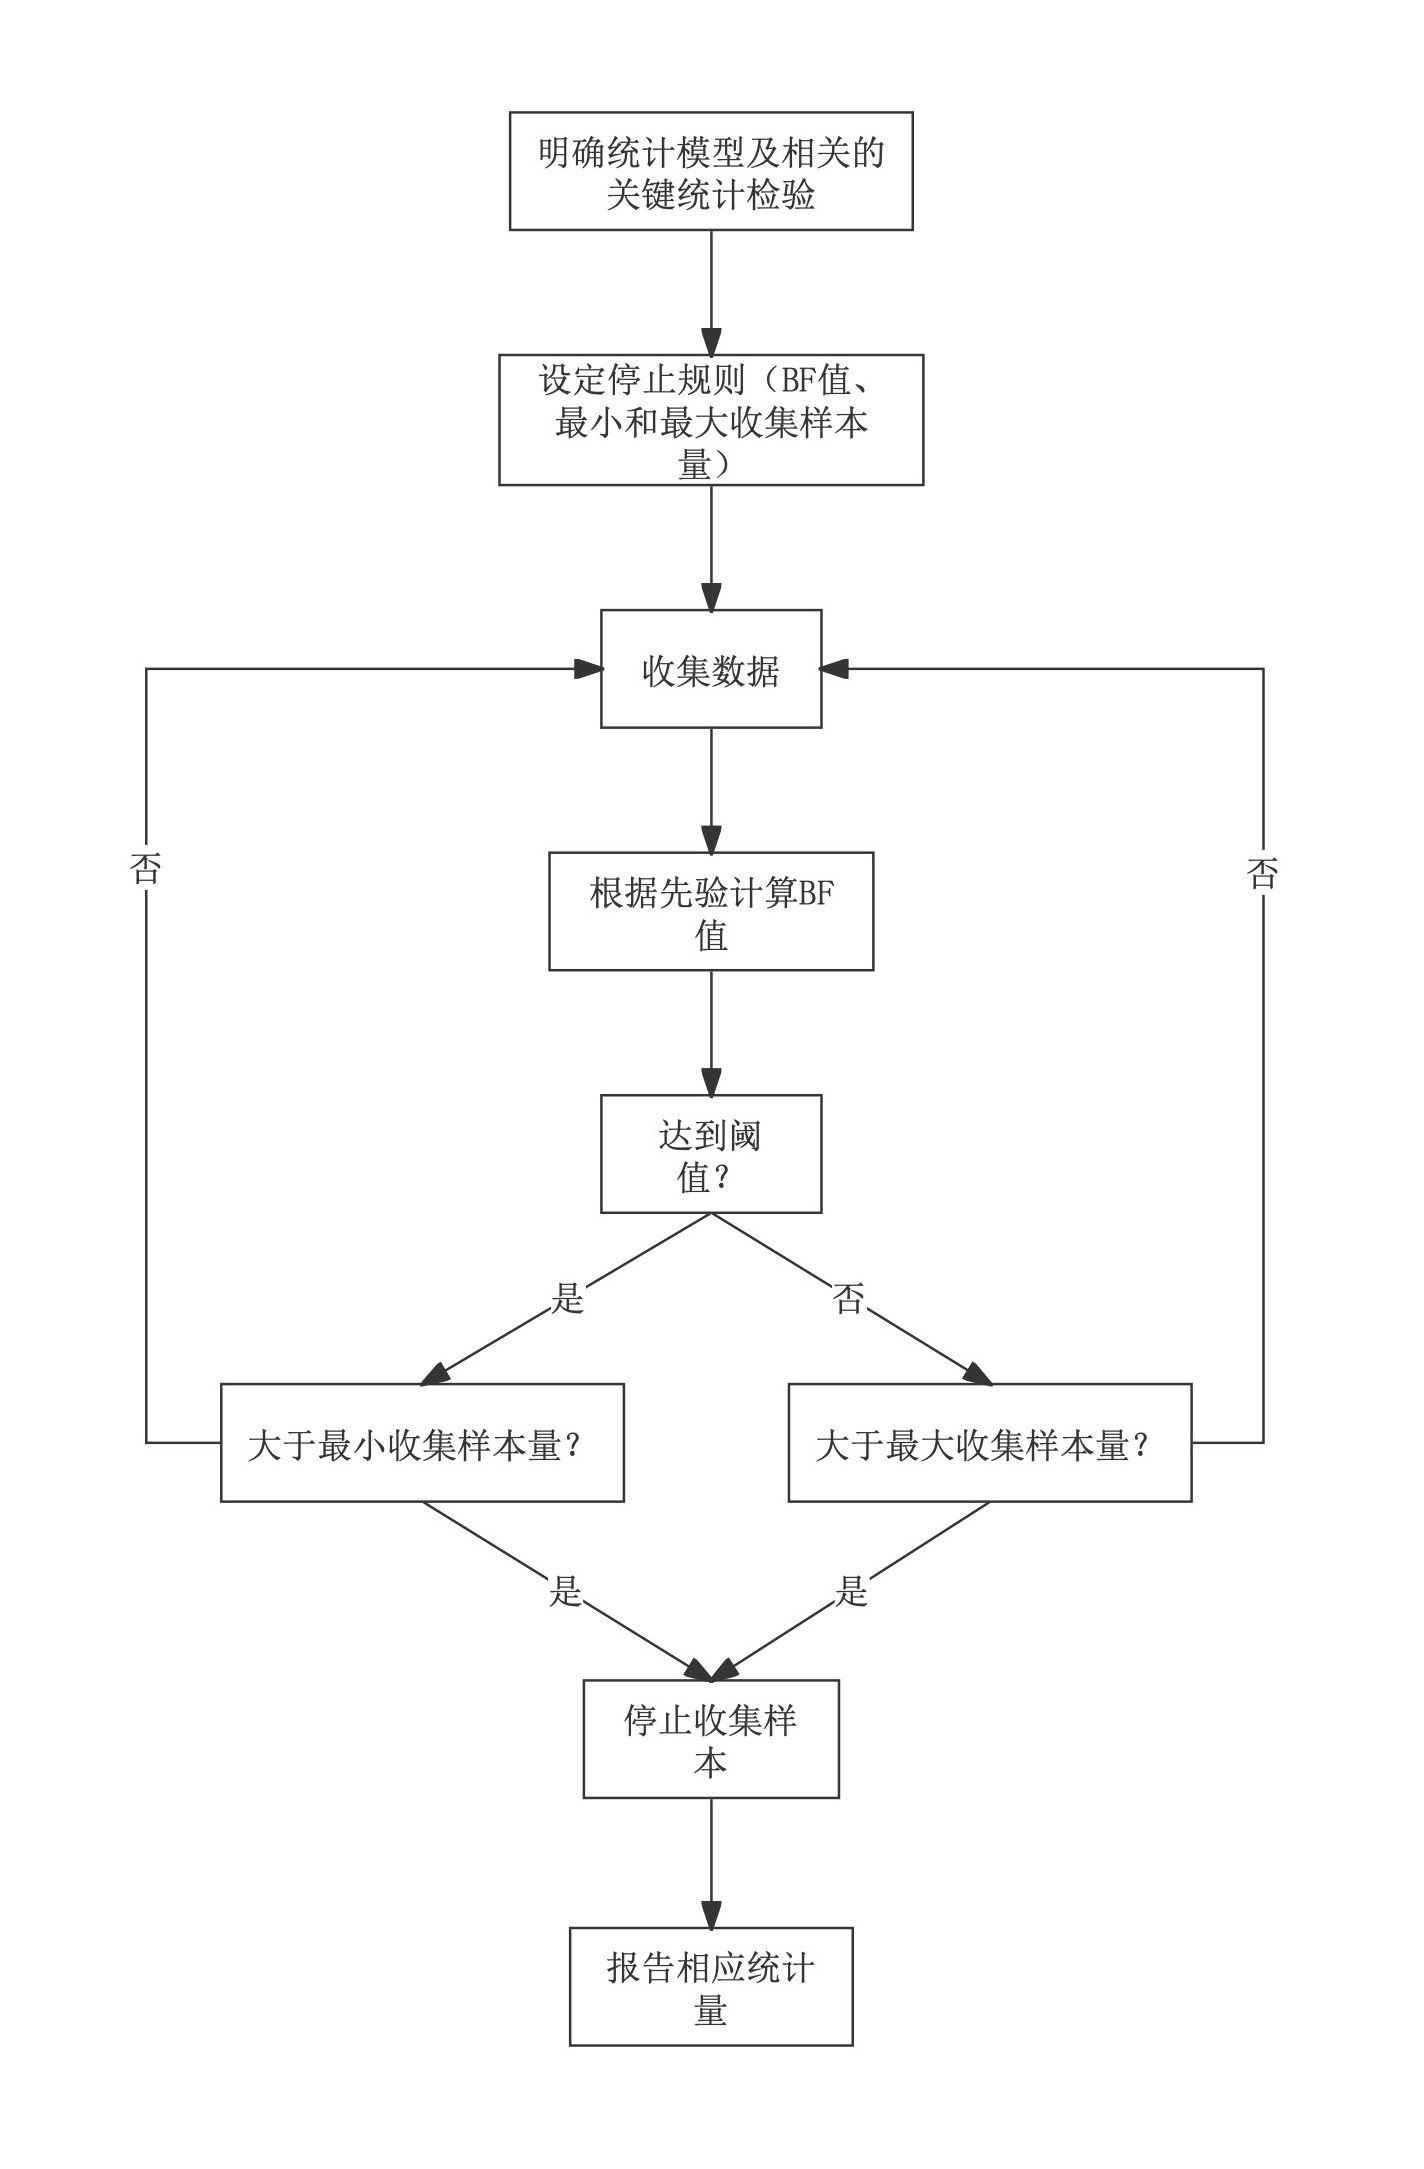 明确统计模型及相关的
关键统计检验
设定停止规则（BF值、
最小和最大收集样本
量）
收集数据
否
否
根据先验计算BF
值
达到阈
值？
是
否
大于最小收集样本量？
大于最大收集样本量？
是
是
停止收集样
本
报告相应统计
量